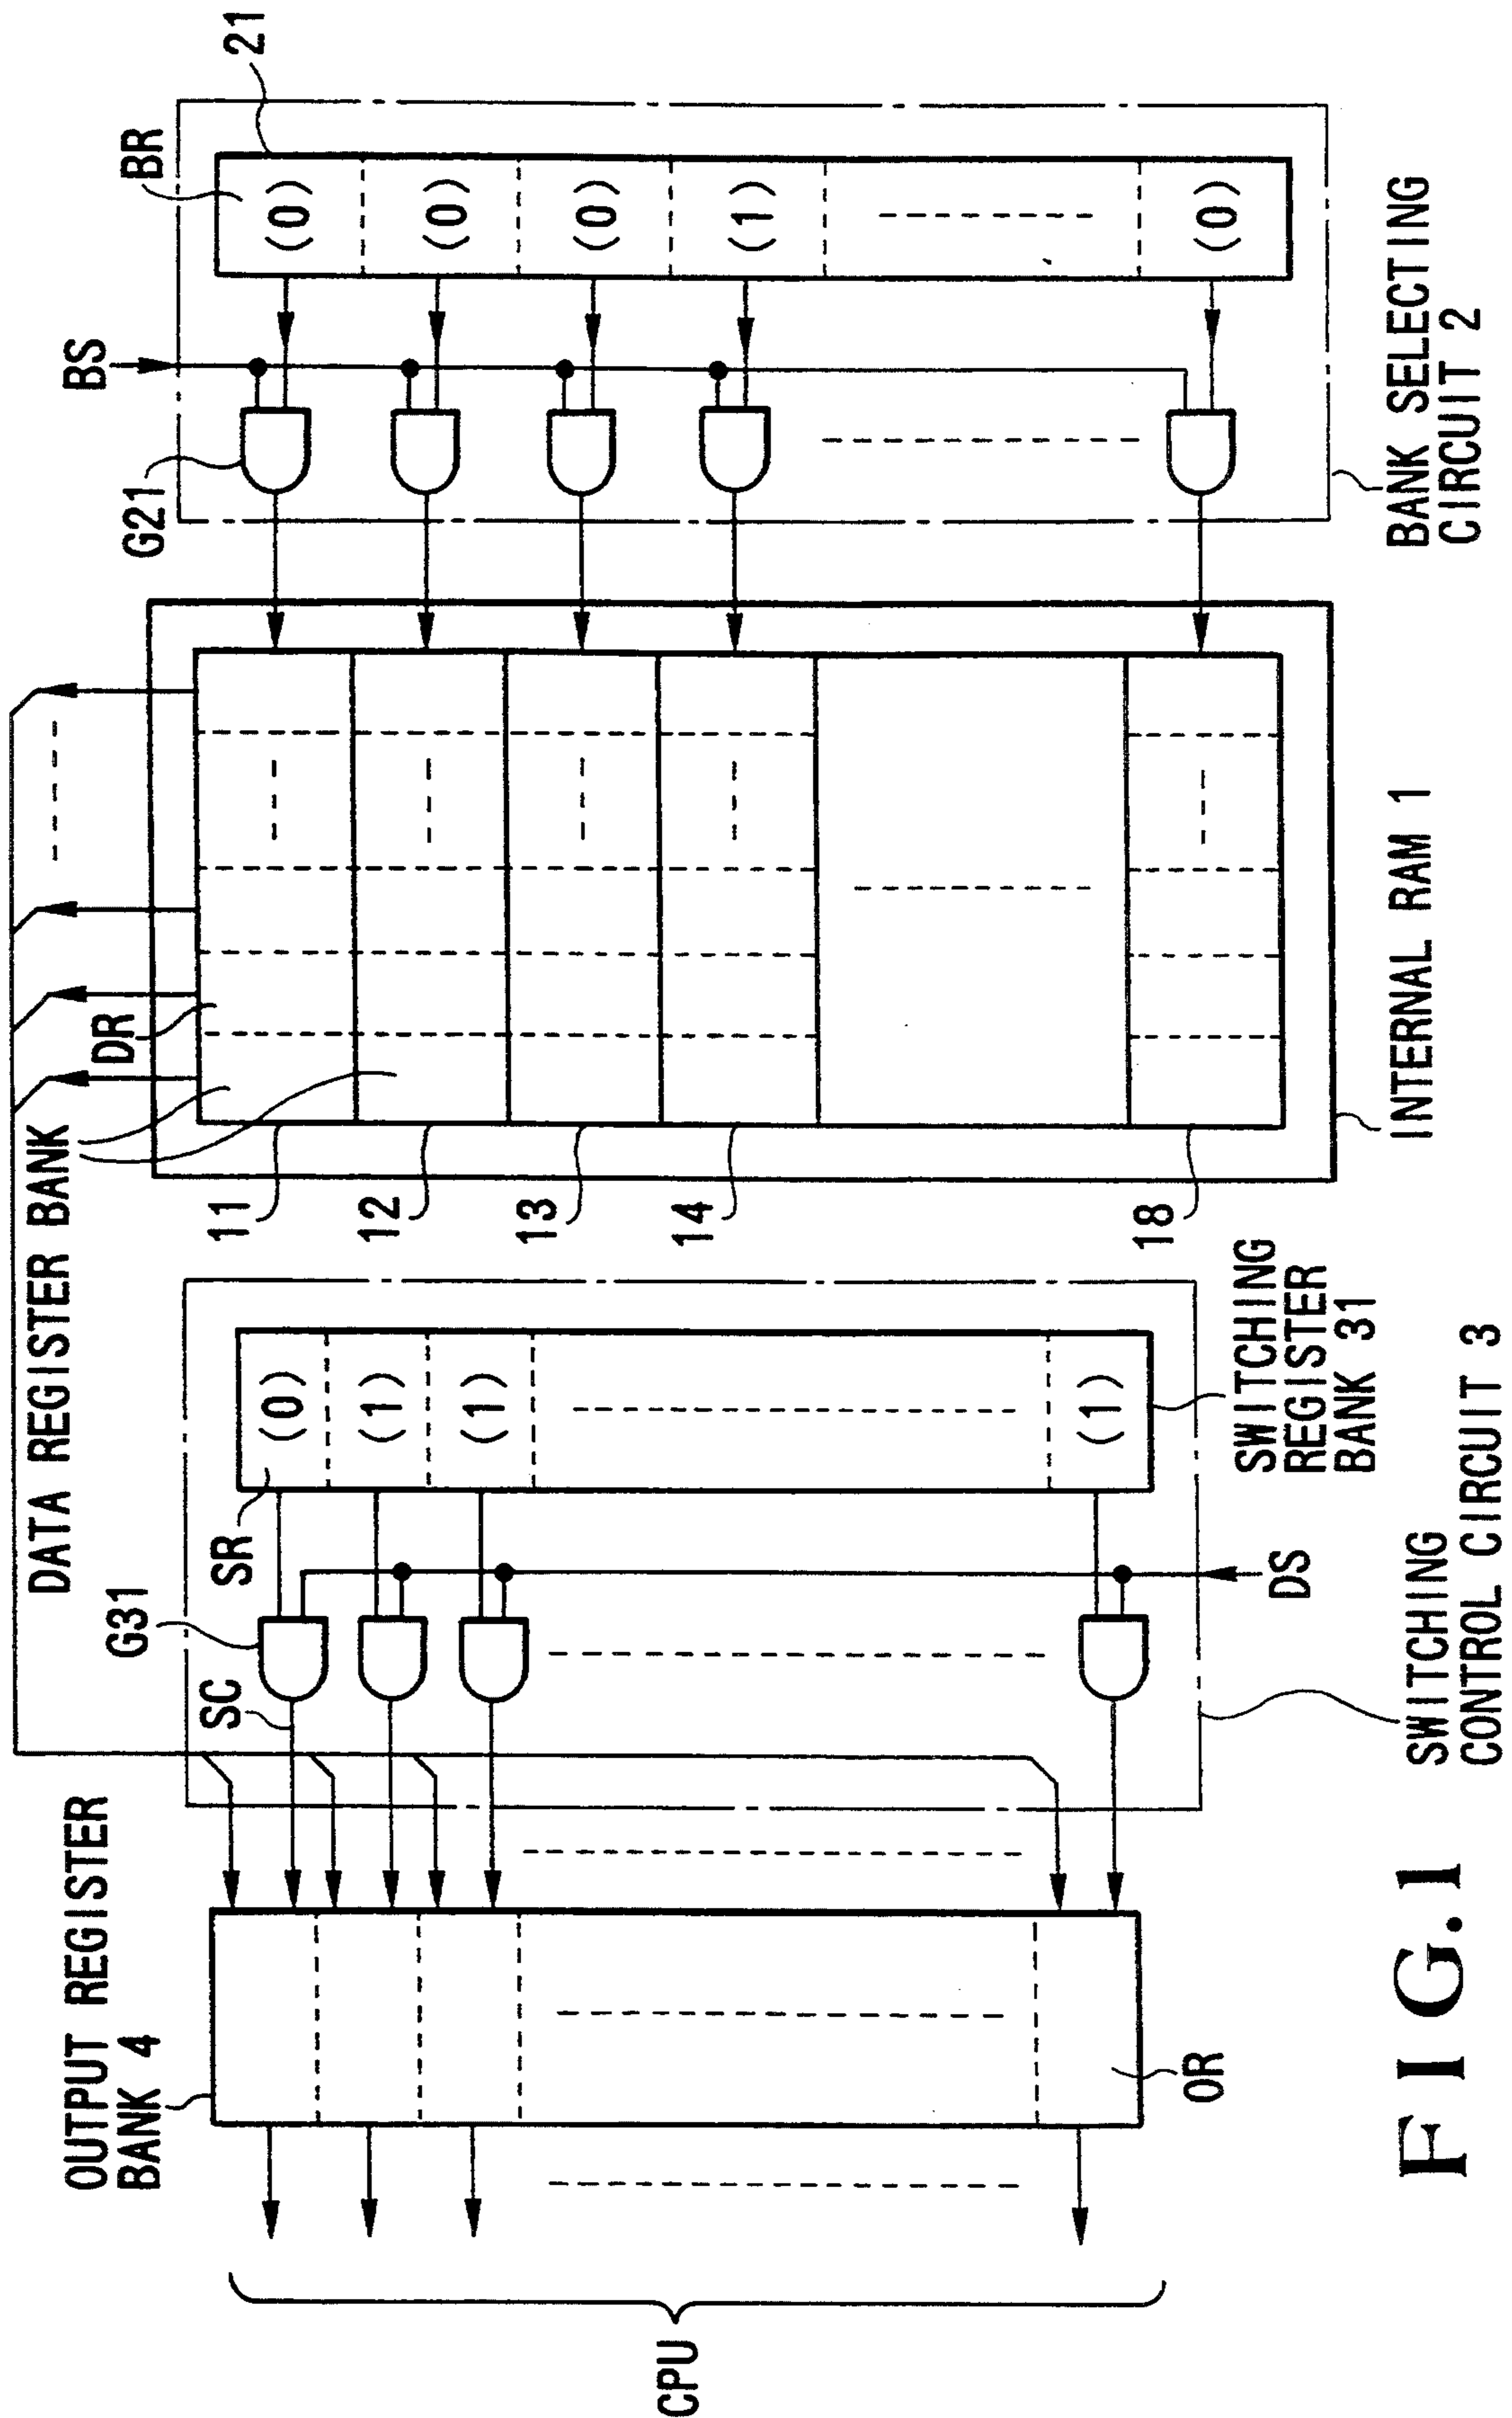 DATA REGISTER BANK
OUTPUT REGISTER
BANK 4
G31
SC
SR
DR
G21
BS
BR
21
(0)
(1)
(1)
(1)
(0)
(0)
(0)
(1)
(0)
11
12
13
14
18
CPU
OR
DS
SWITCHING
REGISTER
BANK 31
SWITCHING
CONTROL CIRCUIT 3
INTERNAL RAM 1
BANK SELECTING
CIRCUIT 2
FIG.1